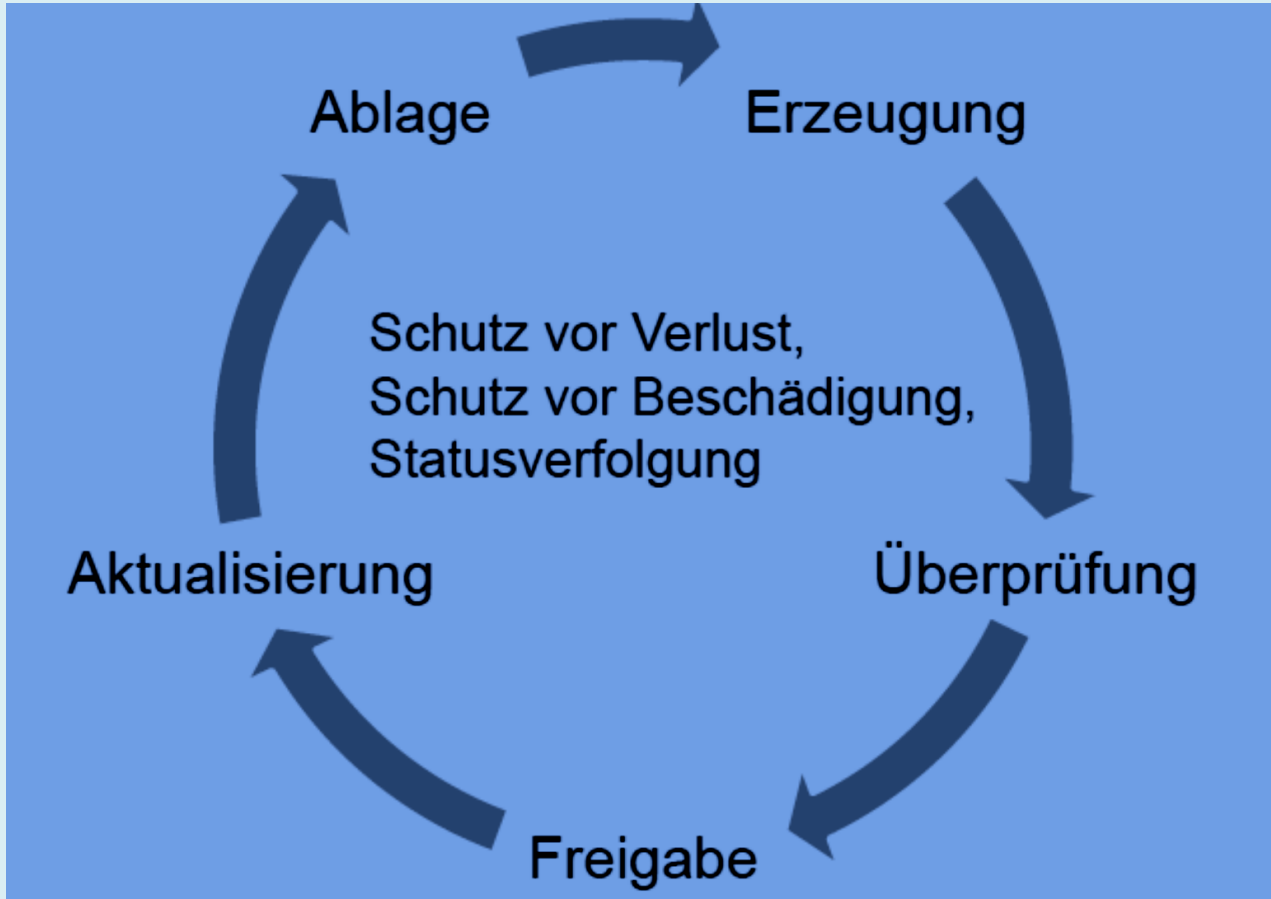 Ablage
Erzeugung
Schutz vor Verlust,
Schutz vor Beschädigung,
Statusverfolgung
Aktualisierung
Überprüfung
Freigabe